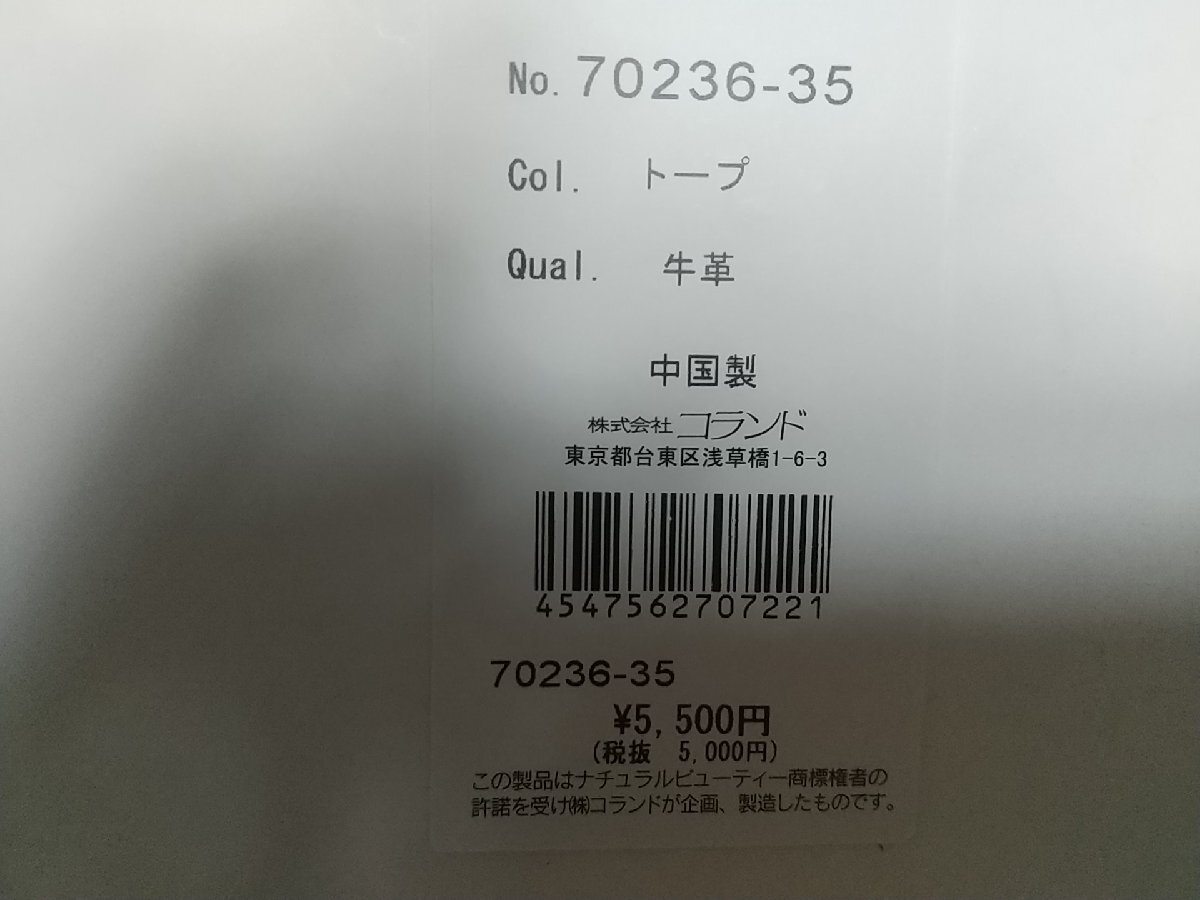 No. 70236-35
Col. トープ
Qual. 牛革
中国製
株式会社コランド
東京都台東区浅草橋1-6-3
4547562707221
70236-35
¥5,500円
(税抜 5,000円)
この製品はナチュラルビューティー商標権者の
許諾を受け㈱コランドが企画、製造したものです。